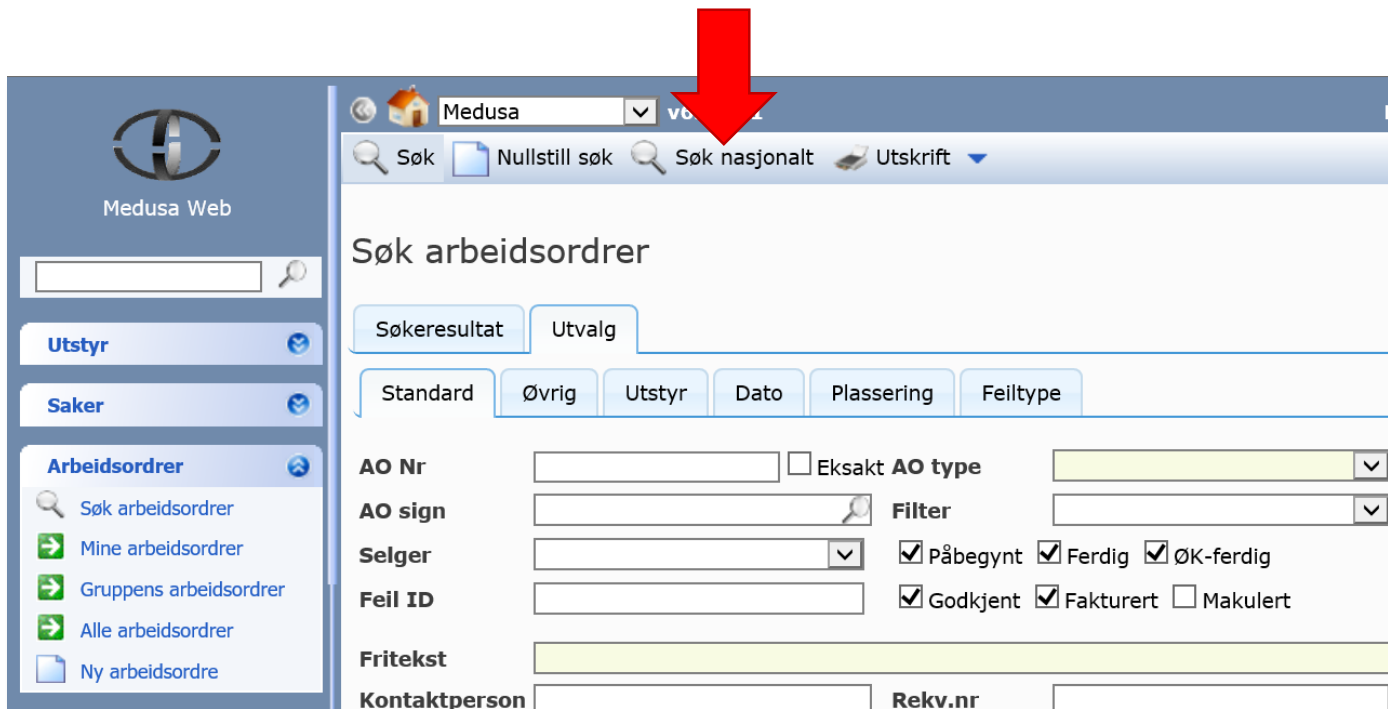 Medusa
Søk Nullstill søk Søk nasjonalt Utskrift
Medusa Web
Utstyr
Saker
Arbeidsordrer
Søk arbeidsordrer
Mine arbeidsordrer
Gruppens arbeidsordrer
Alle arbeidsordrer
Ny arbeidsordre
Søk arbeidsordrer
Søkeresultat Utvalg
Standard Øvrig Utstyr Dato Plassering Feiltype
AO Nr Eksakt AO type
AO sign Filter
Selger Påbegynt Ferdig ØK-ferdig
Feil ID Godkjent Fakturert Makulert
Fritekst
Kontaktperson Rekv.nr